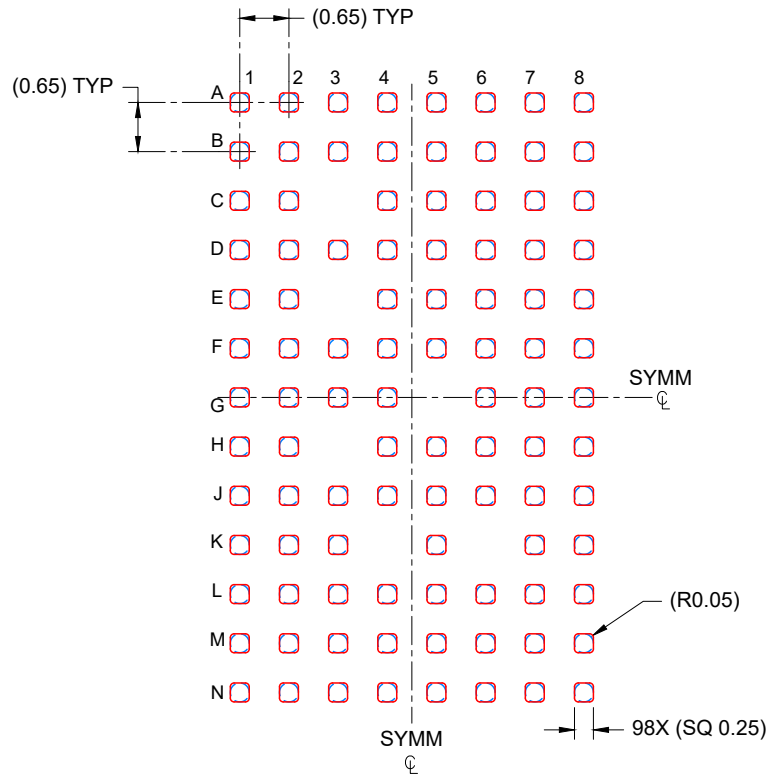 (0.65) TYP
(0.65) TYP
1 2 3 4 5 6 7 8
A
B
C
D
E
F
G
SYMM
℄
H
J
K
L
(R0.05)
M
N
98X (SQ 0.25)
SYMM
℄